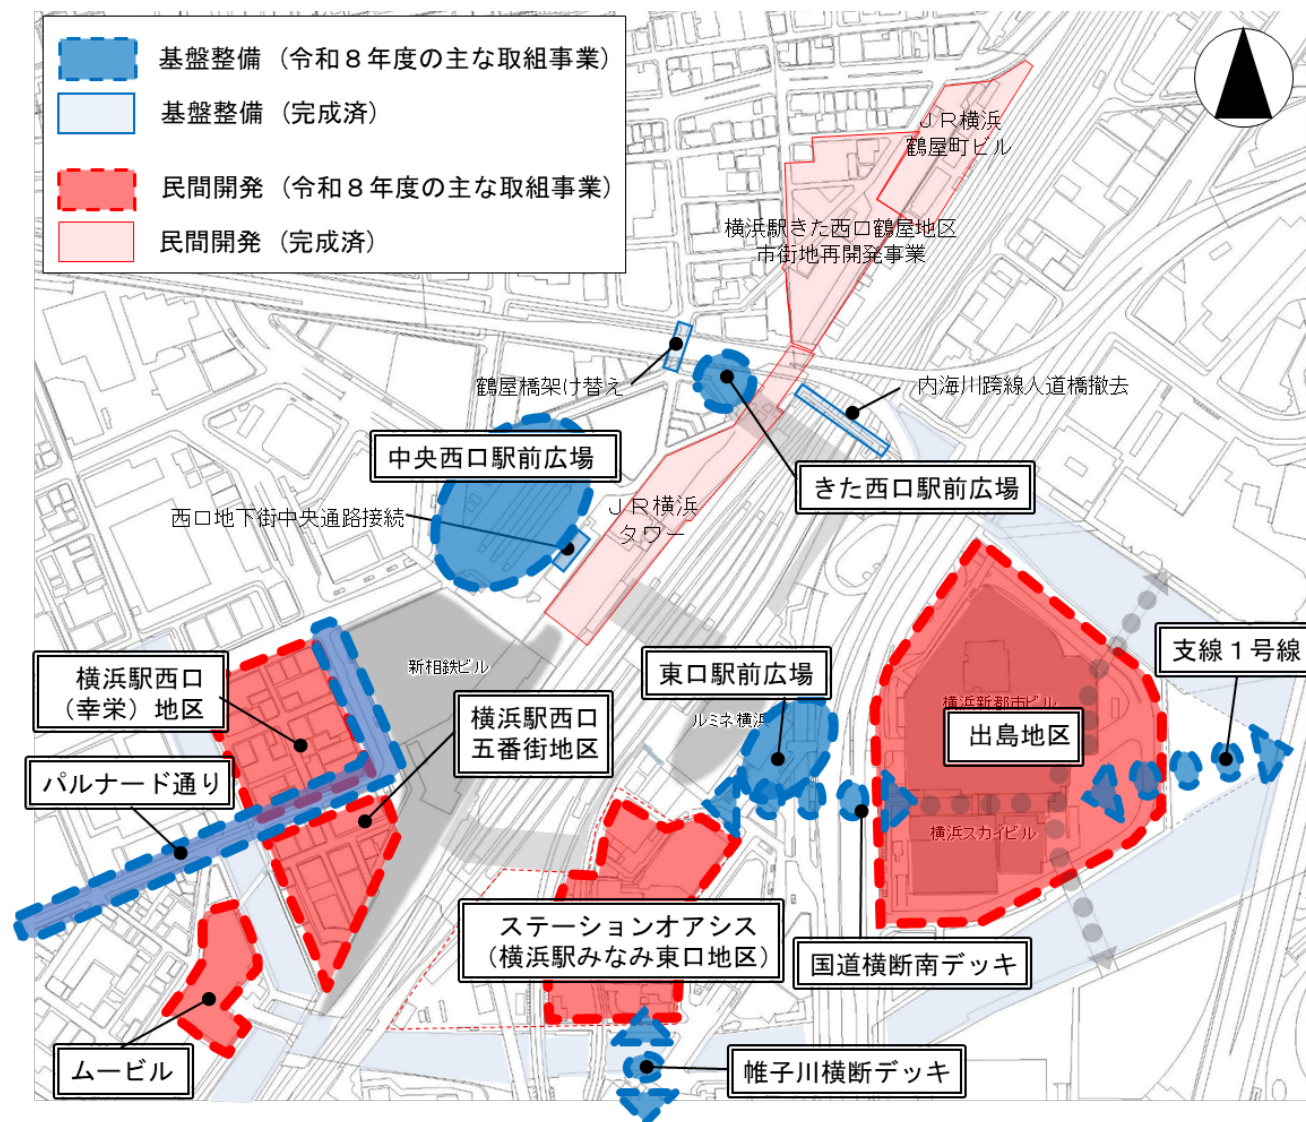 基盤整備（令和８年度の主な取組事業）
基盤整備（完成済）
民間開発（令和８年度の主な取組事業）
民間開発（完成済）
ＪＲ横浜
鶴屋町ビル
横浜駅きた西口鶴屋地区
市街地再開発事業
鶴屋橋架け替え
内海川跨線人道橋撤去
中央西口駅前広場
きた西口駅前広場
西口地下街中央通路接続
ＪＲ横浜
タワー
支線１号線
新相鉄ビル
横浜駅西口
（幸栄）地区
東口駅前広場
横浜新都市ビル
ルミネ横浜
横浜駅西口
五番街地区
出島地区
パルナード通り
横浜スカイビル
ステーションオアシス
（横浜駅みなみ東口地区）
国道横断南デッキ
ムービル
帷子川横断デッキ